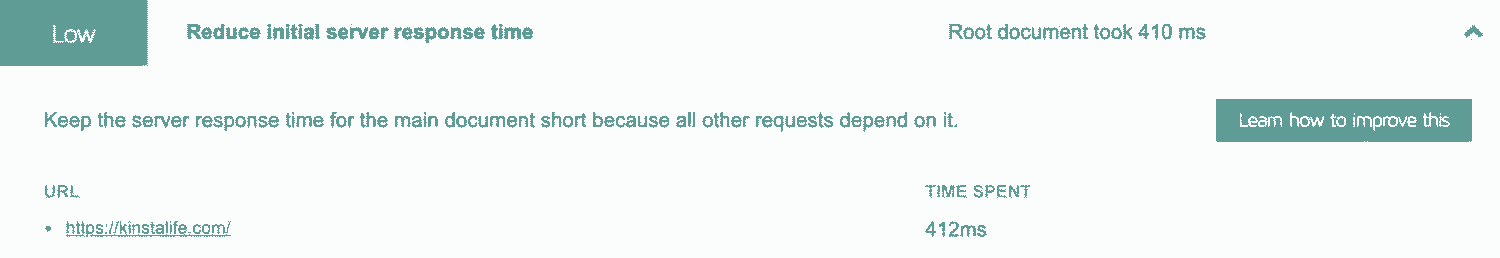 Low Reduce initial server response time Root document took 410 ms
Keep the server response time for the main document short because all other requests depend on it. Learn how to improve this
URL TIME SPENT
• https://kinstalife.com/ 412ms